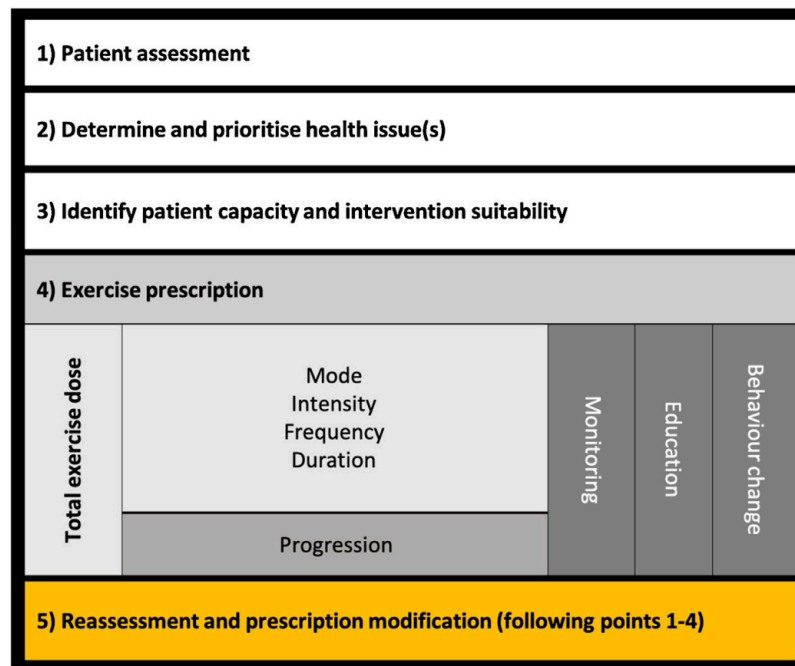 1) Patient assessment
2) Determine and prioritise health issue(s)
3) Identify patient capacity and intervention suitability
4) Exercise prescription
Total exercise dose
Mode
Intensity
Frequency
Duration
Progression
Monitoring
Education
Behaviour change
5) Reassessment and prescription modification (following points 1-4)